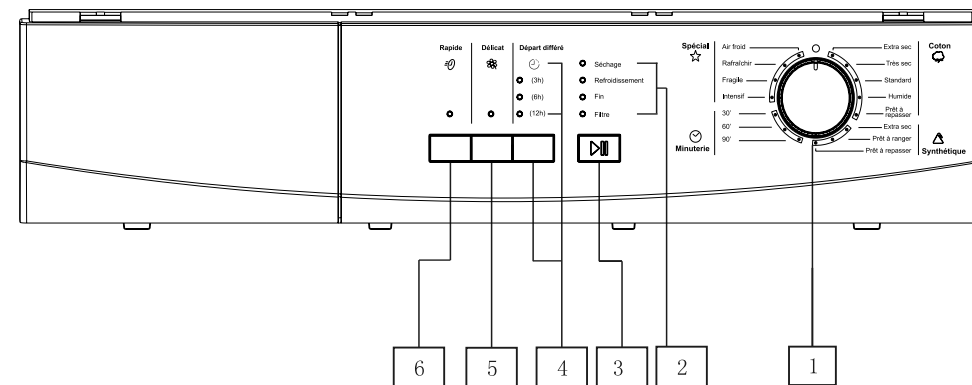 Rapide
Délicat
Départ différé
(3h)
(6h)
(12h)
Séchage
Refroidissement
Fin
Filtre
Spécial
Air froid
Rafraîchir
Fragile
Intensif
30'
60'
90'
Minuterie
Extra sec
Très sec
Standard
Humide
Prêt à
repasser
Coton
Extra sec
Prêt à ranger
Prêt à repasser
Synthétique
6
5
4
3
2
1